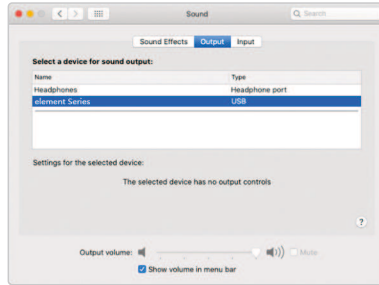 Sound
Search
Sound Effects Output Input
Select a device for sound output:
Name Type
Headphones Headphone port
element Series USB
Settings for the selected device:
The selected device has no output controls
?
Output volume: Mute
Show volume in menu bar